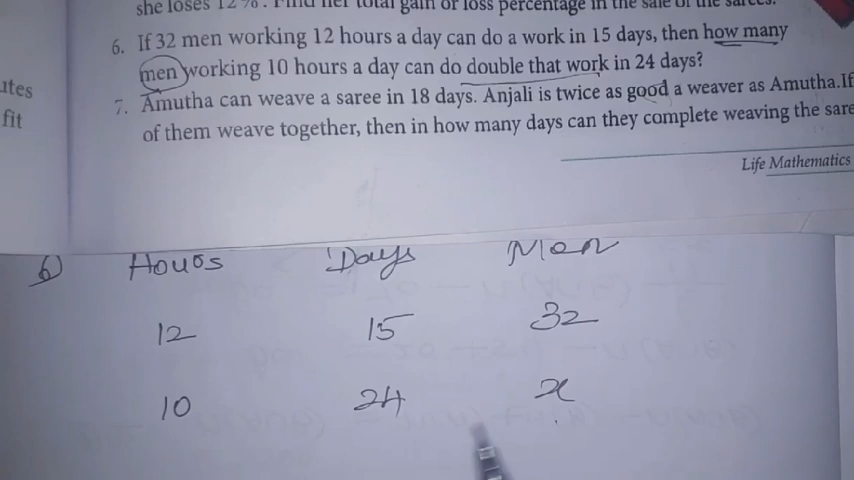 she loses 12%. Find her total gain or loss percentage in the sale of the sarees.
6. If 32 men working 12 hours a day can do a work in 15 days, then how many
men working 10 hours a day can do double that work in 24 days?
utes
7. Amutha can weave a saree in 18 days. Anjali is twice as good a weaver as Amutha.If
fit
of them weave together, then in how many days can they complete weaving the sare
Life Mathematics
6) Hours Days Men
12 15 32
10 24 x